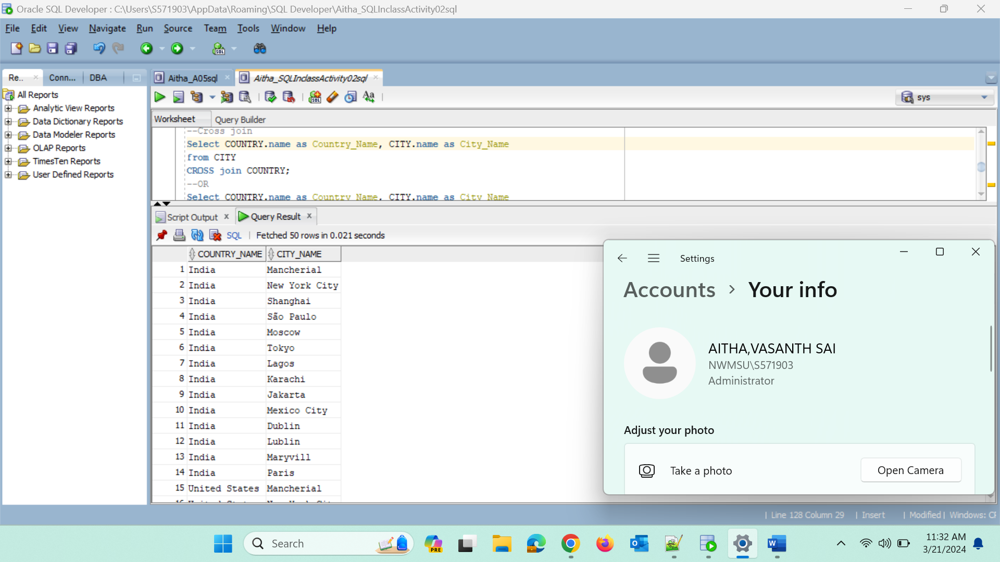 Oracle SQL Developer : C:\Users\S571903\AppData\Roaming\SQL Developer\Aitha_SQLInclassActivity02sql
File Edit View Navigate Run Source Team Tools Window Help
Re.. Conn... DBA
Aitha_A05sql Aitha_SQLInclassActivity02sql
All Reports
Analytic View Reports
Data Dictionary Reports
Data Modeler Reports
OLAP Reports
TimesTen Reports
User Defined Reports
sys
Worksheet Query Builder
--Cross join
Select COUNTRY.name as Country_Name, CITY.name as City_Name
from CITY
CROSS join COUNTRY;
--OR
Select COUNTRY.name as Country Name, CITY.name as City Name
Script Output Query Result
SQL | Fetched 50 rows in 0.021 seconds
COUNTRY_NAME CITY_NAME
1 India Mancherial
2 India New York City
3 India Shanghai
4 India São Paulo
5 India Moscow
6 India Tokyo
7 India Lagos
8 India Karachi
9 India Jakarta
10 India Mexico City
11 India Dublin
12 India Lublin
13 India Maryvill
14 India Paris
15 United States Mancherial
Settings
Accounts > Your info
AITHA,VASANTH SAI
NWMSU\S571903
Administrator
Adjust your photo
Take a photo
Open Camera
| Line 128 Column 29 | Insert | Modified | Windows: CF
Search
PRE
11:32 AM
3/21/2024